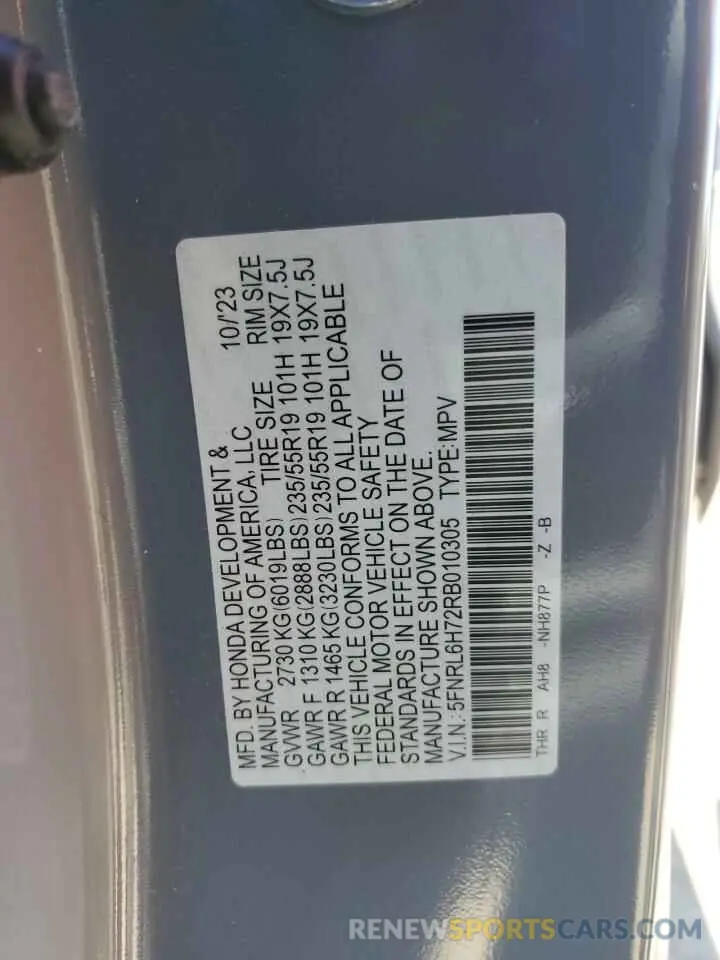 MFD. BY HONDA DEVELOPMENT & 10/'23
MANUFACTURING OF AMERICA, LLC
TIRE SIZE RIM SIZE
GVWR 2730 KG(6019LBS)
GAWR F 1310 KG(2888LBS)235/55R19 101H 19X7.5J
GAWR R 1465 KG(3230LBS)235/55R19 101H 19X7.5J
THIS VEHICLE CONFORMS TO ALL APPLICABLE
FEDERAL MOTOR VEHICLE SAFETY
STANDARDS IN EFFECT ON THE DATE OF
MANUFACTURE SHOWN ABOVE.
V.I.N.:5FNRL6H72RB010305 TYPE:MPV
THR R AH8 -NH877P -Z -B
RENEWSPORTSCARS.COM